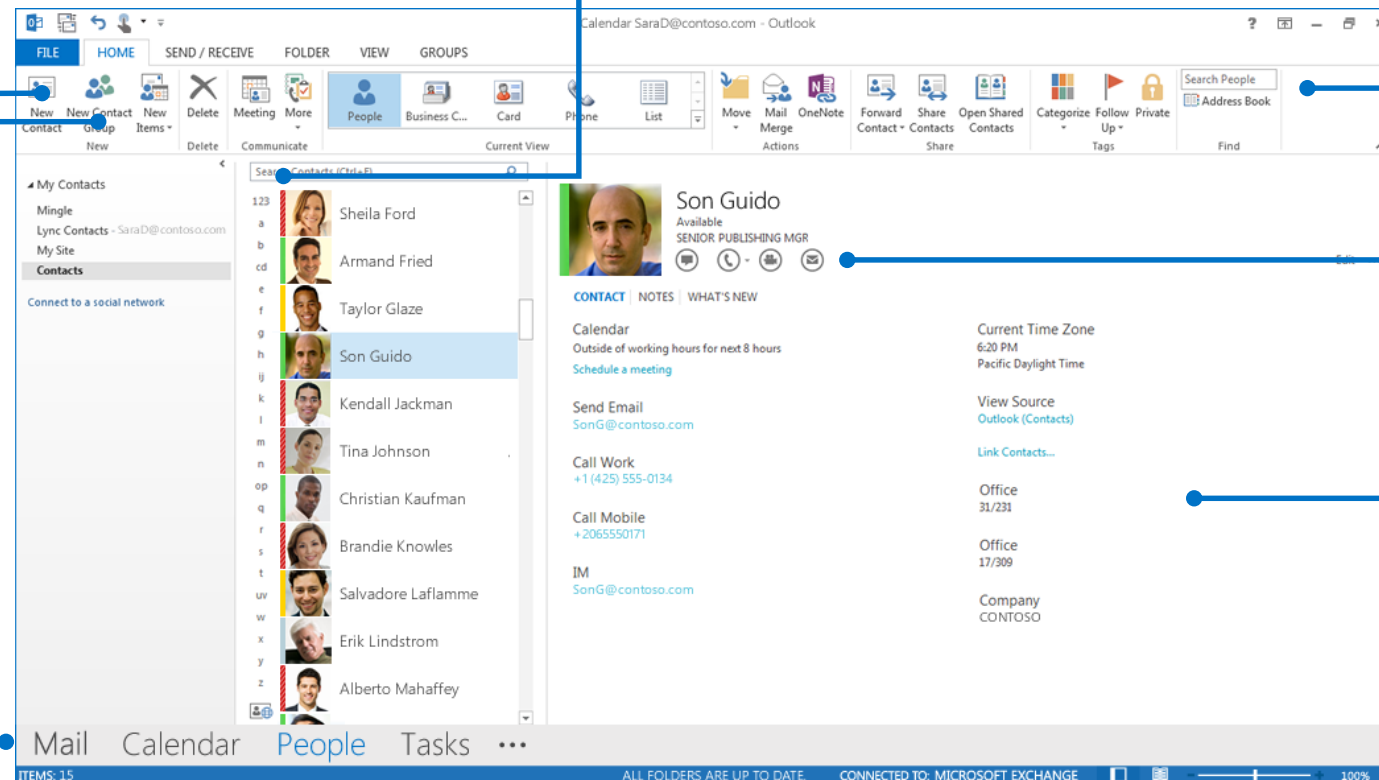 Calendar SaraD@contoso.com - Outlook
?
FILE HOME SEND / RECEIVE FOLDER VIEW GROUPS
New Contact
New Contact Group
New Items
New
Delete
Delete
Meeting
More
Communicate
People
Business C...
Card
Phone
List
Current View
Move
Mail Merge
OneNote
Actions
Forward Contact
Share Contacts
Open Shared Contacts
Share
Categorize
Follow Up
Private
Tags
Search People
Address Book
Find
My Contacts
Mingle
Lync Contacts - SaraD@contoso.com
My Site
Contacts
Connect to a social network
Search Contacts (Ctrl+E)
123
a
b
cd
e
f
g
h
ij
k
l
m
n
op
q
r
s
t
uv
w
x
y
z
Sheila Ford
Armand Fried
Taylor Glaze
Son Guido
Kendall Jackman
Tina Johnson
Christian Kaufman
Brandie Knowles
Salvadore Laflamme
Erik Lindstrom
Alberto Mahaffey
Son Guido
Available
SENIOR PUBLISHING MGR
Edit
CONTACT NOTES WHAT'S NEW
Calendar
Outside of working hours for next 8 hours
Schedule a meeting
Send Email
SonG@contoso.com
Call Work
+1 (425) 555-0134
Call Mobile
+2065550171
IM
SonG@contoso.com
Current Time Zone
6:20 PM
Pacific Daylight Time
View Source
Outlook (Contacts)
Link Contacts...
Office
31/231
Office
17/309
Company
CONTOSO
Mail Calendar People Tasks •••
ITEMS: 15 ALL FOLDERS ARE UP TO DATE. CONNECTED TO: MICROSOFT EXCHANGE 100%